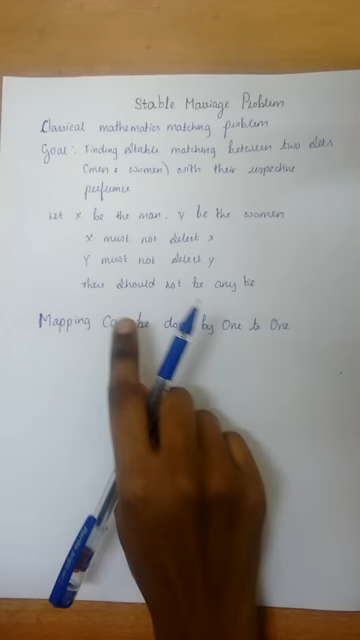 Stable Marriage Problem
Classical mathematics matching problem
Goal: Finding stable matching between two sets
(men & women) with their respective
preference
Let X be the man, Y be the women
X must not select x
Y must not select y
There should not be any tie
Mapping can be done by One to One